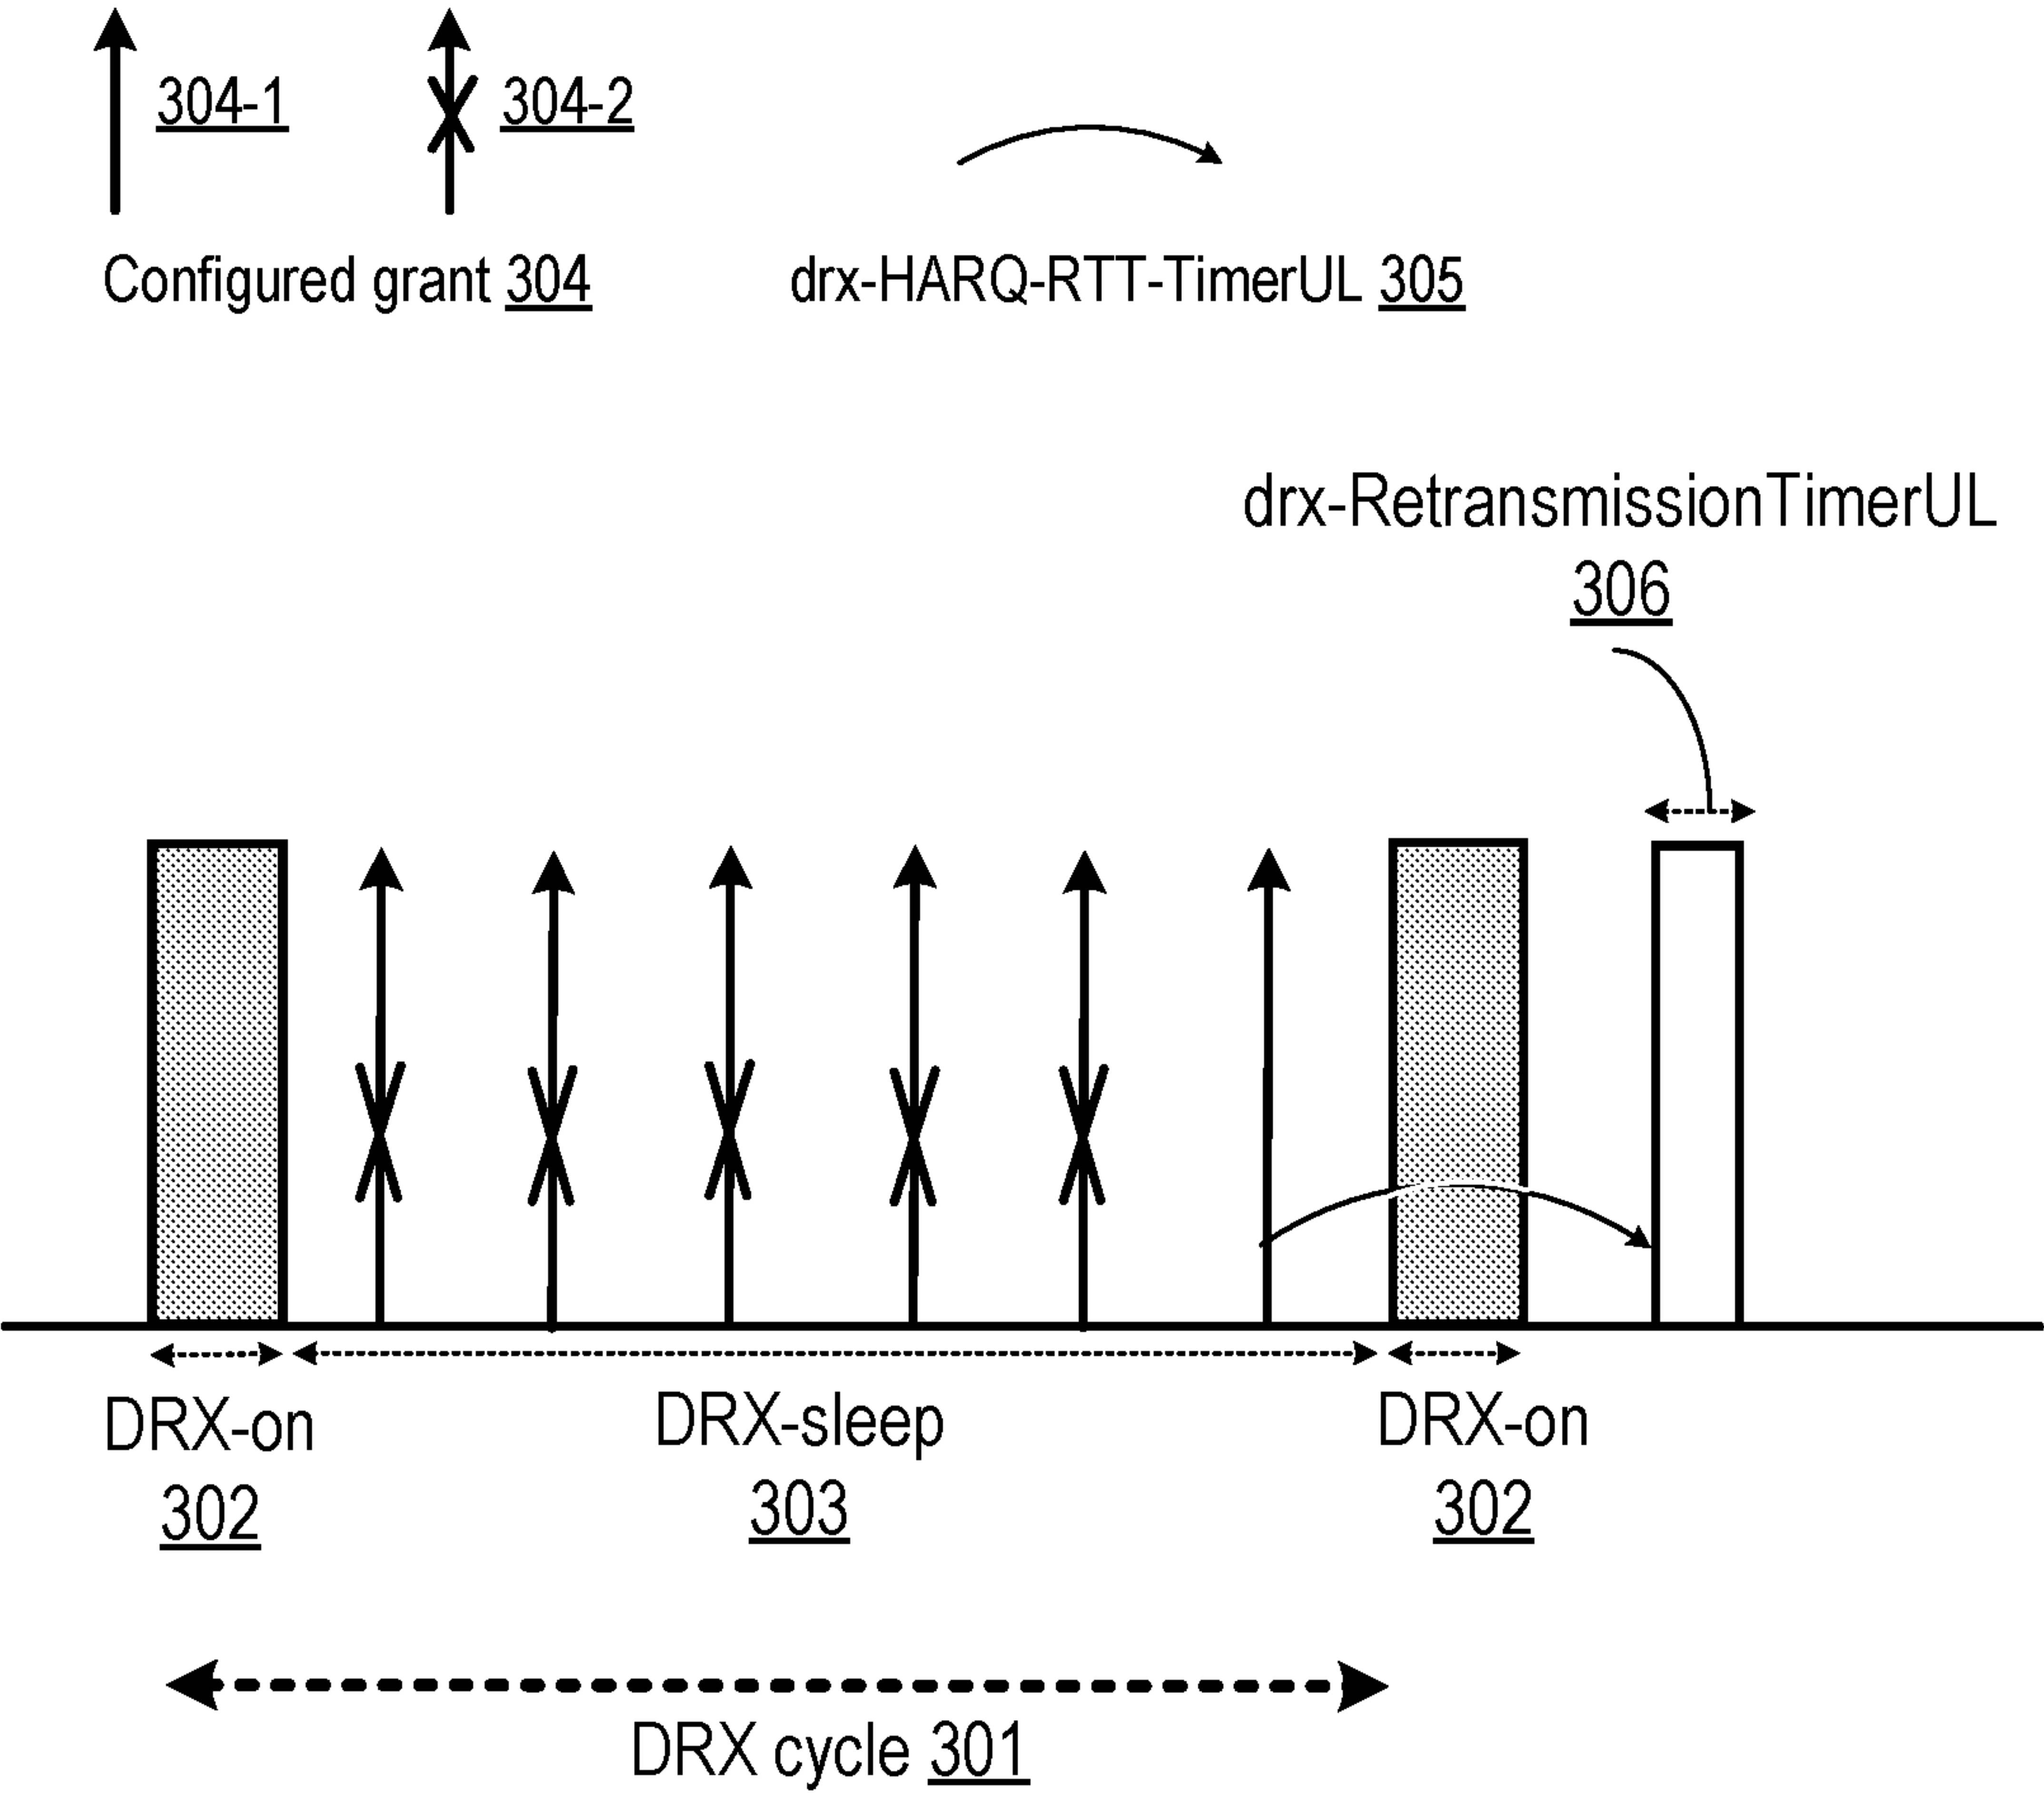 304-1 304-2
Configured grant 304 drx-HARQ-RTT-TimerUL 305
drx-RetransmissionTimerUL
306
DRX-on DRX-sleep DRX-on
302 303 302
DRX cycle 301